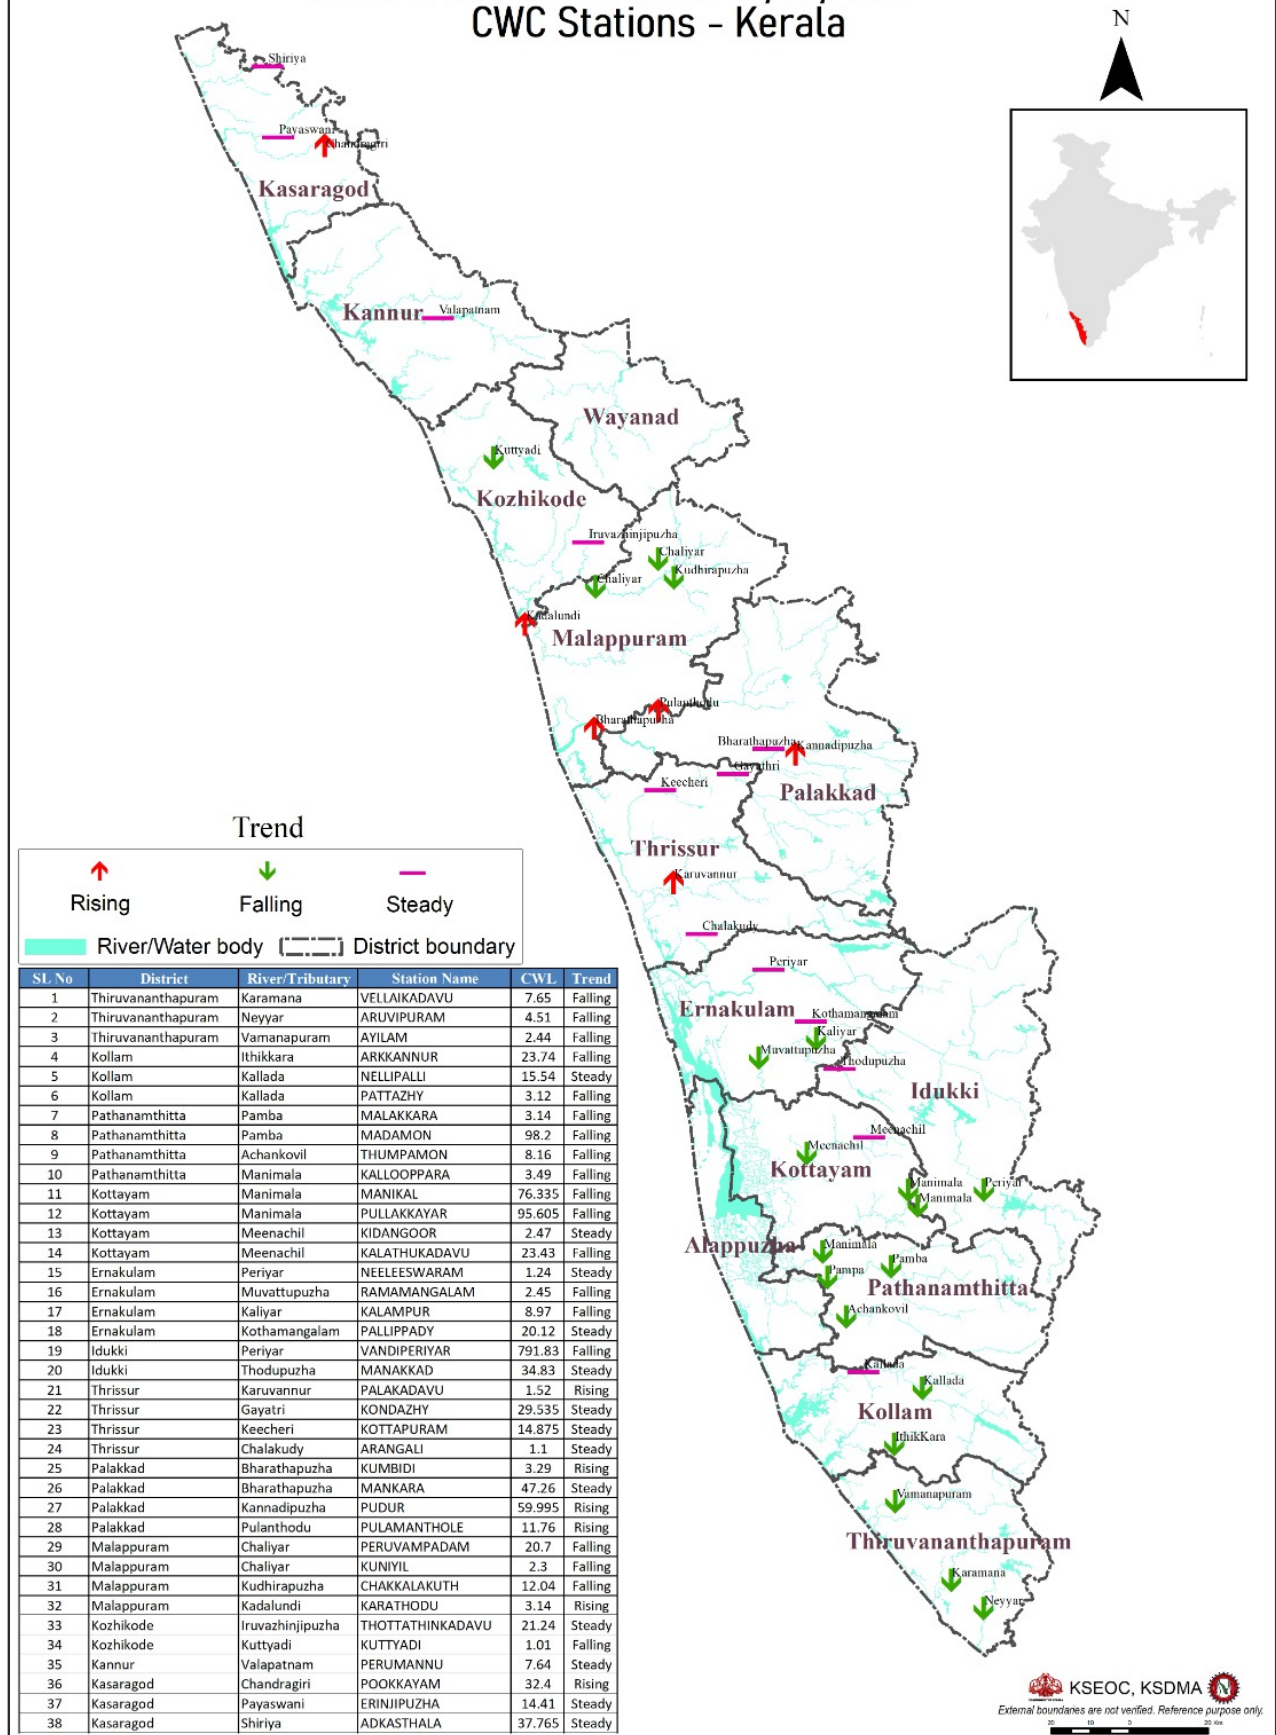 CWC Stations - Kerala
N
Shiriya
Payaswani
Chandragiri
Kasaragod
Kannur
Valapatnam
Wayanad
Kuttyadi
Kozhikode
Iruvazhinjipuzha
Chaliyar
Kudhirapuzha
Chaliyar
Kadalundi
Malappuram
Pulanthodu
Bharathapuzha
Bharathapuzha
Kannadipuzha
Gayathri
Keecheri
Palakkad
Thrissur
Karuvannur
Chalakudy
Periyar
Ernakulam
Kothamangalam
Kaliyar
Muvattupuzha
Thodupuzha
Idukki
Meenachil
Meenachil
Kottayam
Manimala
Periyar
Manimala
Alappuzha
Manimala
Pamba
Pampa
Pathanamthitta
Achankovil
Kallada
Kallada
Kollam
IthikKara
Vamanapuram
Thiruvananthapuram
Karamana
Neyyar
Trend
Rising Falling Steady
River/Water body District boundary
SL No District River/Tributary Station Name CWL Trend
1 Thiruvananthapuram Karamana VELLAIKADAVU 7.65 Falling
2 Thiruvananthapuram Neyyar ARUVIPURAM 4.51 Falling
3 Thiruvananthapuram Vamanapuram AYILAM 2.44 Falling
4 Kollam Ithikkara ARKKANNUR 23.74 Falling
5 Kollam Kallada NELLIPALLI 15.54 Steady
6 Kollam Kallada PATTAZHY 3.12 Falling
7 Pathanamthitta Pamba MALAKKARA 3.14 Falling
8 Pathanamthitta Pamba MADAMON 98.2 Falling
9 Pathanamthitta Achankovil THUMPAMON 8.16 Falling
10 Pathanamthitta Manimala KALLOOPPARA 3.49 Falling
11 Kottayam Manimala MANIKAL 76.335 Falling
12 Kottayam Manimala PULLAKKAYAR 95.605 Falling
13 Kottayam Meenachil KIDANGOOR 2.47 Steady
14 Kottayam Meenachil KALATHUKADAVU 23.43 Falling
15 Ernakulam Periyar NEELEESWARAM 1.24 Steady
16 Ernakulam Muvattupuzha RAMAMANGALAM 2.45 Falling
17 Ernakulam Kaliyar KALAMPUR 8.97 Falling
18 Ernakulam Kothamangalam PALLIPPADY 20.12 Steady
19 Idukki Periyar VANDIPERIYAR 791.83 Falling
20 Idukki Thodupuzha MANAKKAD 34.83 Steady
21 Thrissur Karuvannur PALAKADAVU 1.52 Rising
22 Thrissur Gayatri KONDAZHY 29.535 Steady
23 Thrissur Keecheri KOTTAPURAM 14.875 Steady
24 Thrissur Chalakudy ARANGALI 1.1 Steady
25 Palakkad Bharathapuzha KUMBIDI 3.29 Rising
26 Palakkad Bharathapuzha MANKARA 47.26 Steady
27 Palakkad Kannadipuzha PUDUR 59.995 Rising
28 Palakkad Pulanthodu PULAMANTHOLE 11.76 Rising
29 Malappuram Chaliyar PERUVAMPADAM 20.7 Falling
30 Malappuram Chaliyar KUNIYIL 2.3 Falling
31 Malappuram Kudhirapuzha CHAKKALAKUTH 12.04 Falling
32 Malappuram Kadalundi KARATHODU 3.14 Rising
33 Kozhikode Iruvazhinjipuzha THOTTATHINKADAVU 21.24 Steady
34 Kozhikode Kuttyadi KUTTYADI 1.01 Falling
35 Kannur Valapatnam PERUMANNU 7.64 Steady
36 Kasaragod Chandragiri POOKKAYAM 32.4 Rising
37 Kasaragod Payaswani ERINJIPUZHA 14.41 Steady
38 Kasaragod Shiriya ADKASTHALA 37.765 Steady
KSEOC, KSDMA
External boundaries are not verified. Reference purpose only.
20 10 0 20 Km